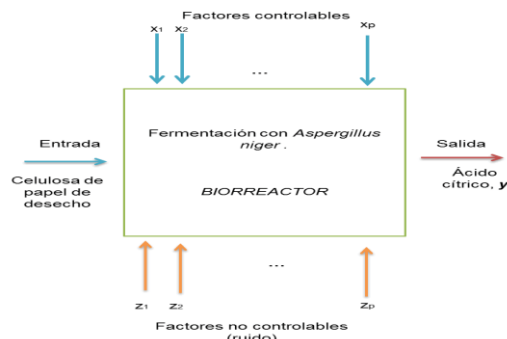 Factores controlables
x1 x2 xp
...
Fermentación con Aspergillus
niger .
BIORREACTOR
Entrada
Celulosa de
papel de
desecho
Salida
Ácido
cítrico, y
...
z1 z2 zp
Factores no controlables
(ruido)